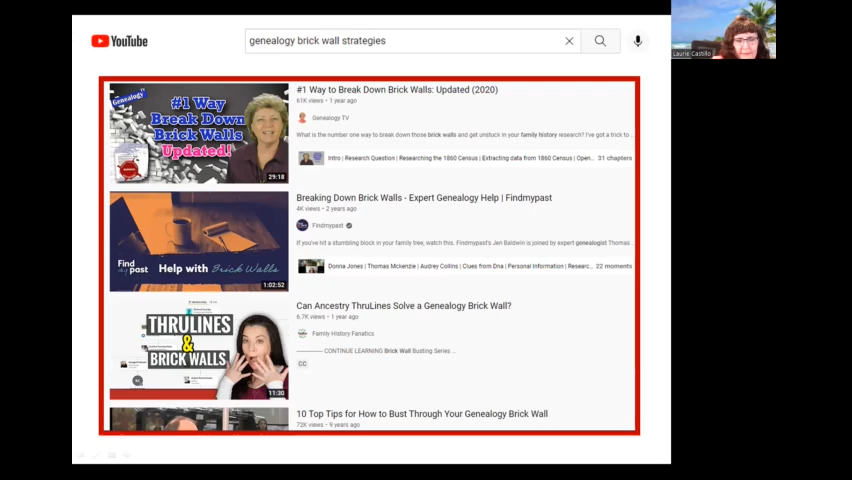 YouTube
genealogy brick wall strategies
Laurie Castillo
Genealogy
#1 Way
Break Down
Brick Walls
Updated!
29:18
#1 Way to Break Down Brick Walls: Updated (2020)
61K views • 1 year ago
Genealogy TV
What is the number one way to break down those brick walls and get unstuck in your family history research? I've got a trick to ...
Intro | Research Question | Researching the 1860 Census | Extracting data from 1860 Census | Open... 31 chapters
Find
my past
Help with Brick Walls
1:02:52
Breaking Down Brick Walls - Expert Genealogy Help | Findmypast
4K views • 2 years ago
Findmypast
If you've hit a stumbling block in your family tree, watch this. Findmypast's Jen Baldwin is joined by expert genealogist Thomas ...
Donna Jones | Thomas Mckenzie | Audrey Collins | Clues from Dna | Personal Information | Researc... 22 moments
THRULINES
&
BRICK WALLS
11:30
Can Ancestry ThruLines Solve a Genealogy Brick Wall?
6.7K views • 1 year ago
Family History Fanatics
CONTINUE LEARNING Brick Wall Busting Series ...
CC
10 Top Tips for How to Bust Through Your Genealogy Brick Wall
72K views • 9 years ago